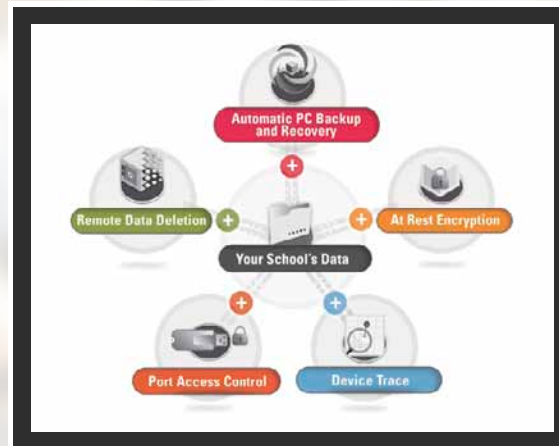 Automatic PC Backup
and Recovery
Remote Data Deletion
At Rest Encryption
Your School's Data
Port Access Control
Device Trace